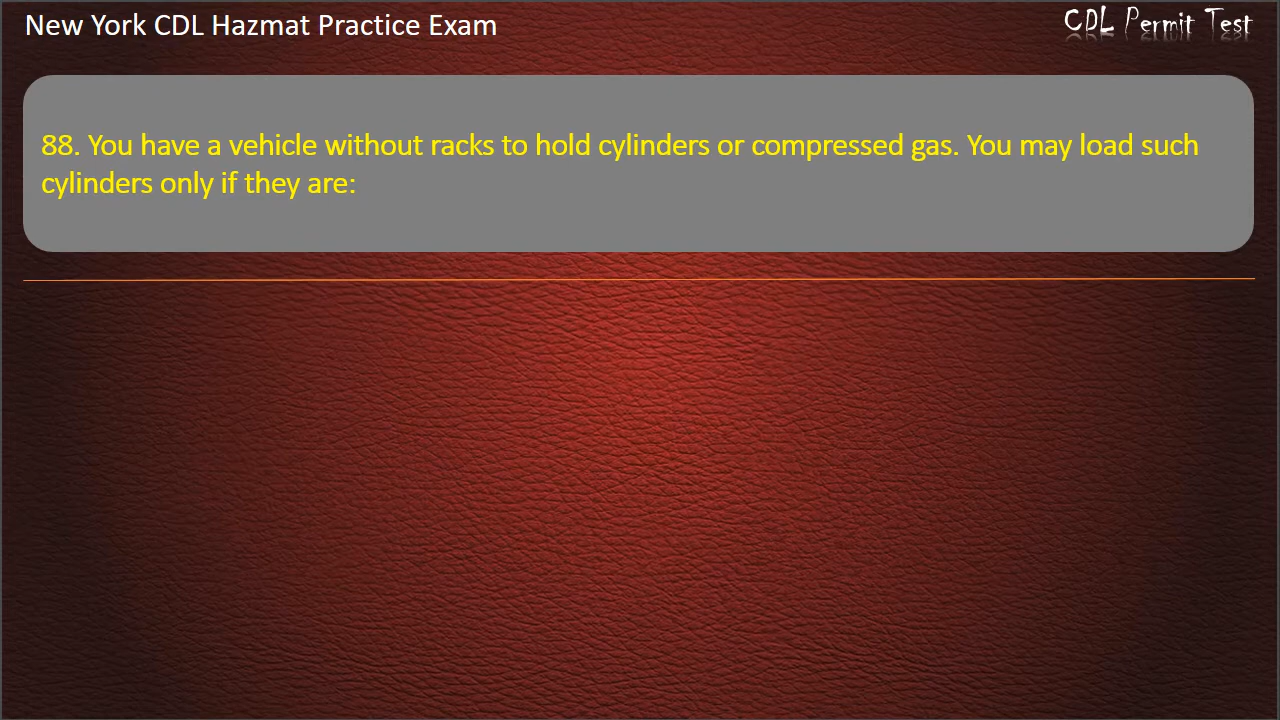 New York CDL Hazmat Practice Exam
CDL Permit Test
88. You have a vehicle without racks to hold cylinders or compressed gas. You may load such
cylinders only if they are: